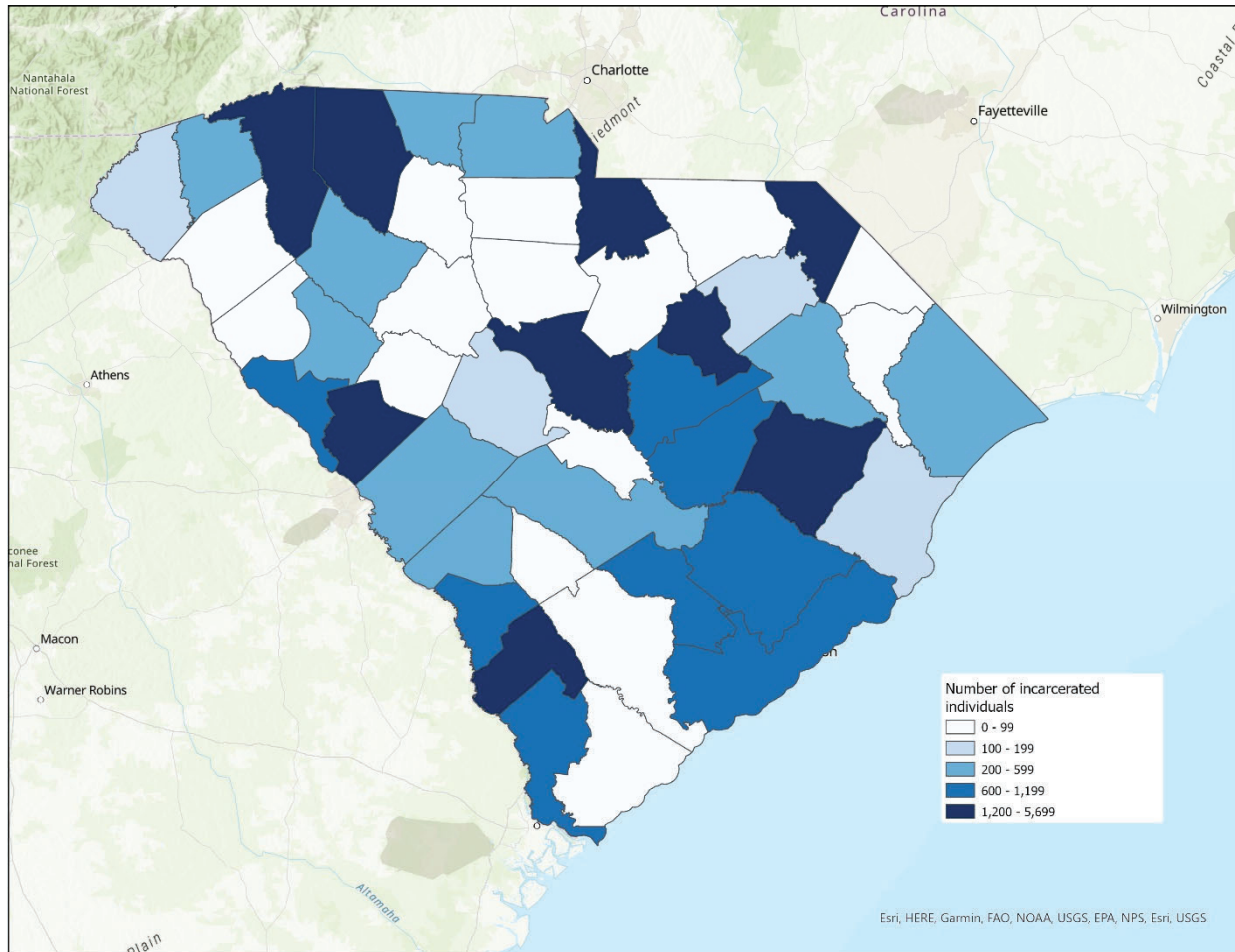 Carolina
Coastal
Nantahala
National Forest
Charlotte
iedmont
Fayetteville
Wilmington
Athens
conee
nal Forest
Macon
Warner Robins
on
Altamaha
Plain
Number of incarcerated
individuals
0 - 99
100 - 199
200 - 599
600 - 1,199
1,200 - 5,699
Esri, HERE, Garmin, FAO, NOAA, USGS, EPA, NPS, Esri, USGS